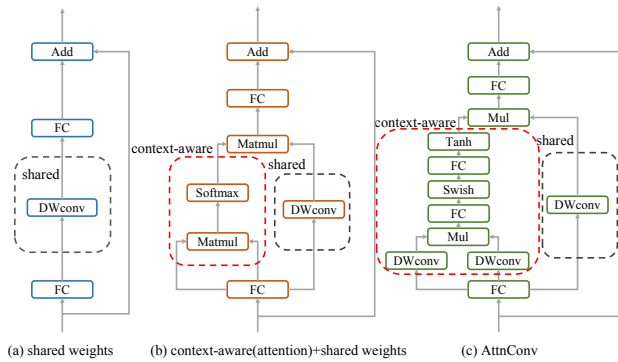 Add
FC
shared
DWconv
FC
(a) shared weights
Add
FC
Matmul
context-aware
shared
Softmax
DWconv
Matmul
FC
(b) context-aware(attention)+shared weights
Add
FC
Mul
context-aware
Tanh
shared
FC
Swish
DWconv
FC
Mul
DWconv
DWconv
FC
(c) AttnConv